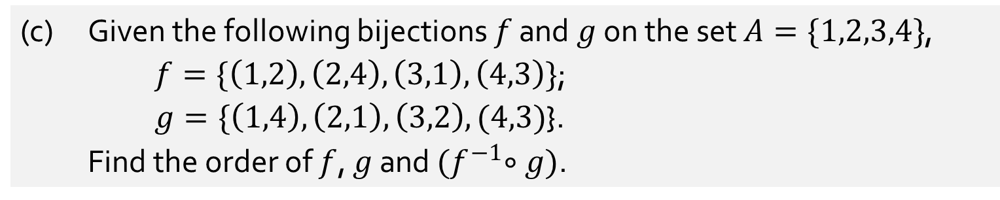 (c) Given the following bijections f and g on the set A = {1,2,3,4},
f = {(1,2), (2,4), (3,1), (4,3)};
g = {(1,4), (2,1), (3,2), (4,3)}.
Find the order of f, g and (f⁻¹∘ g).